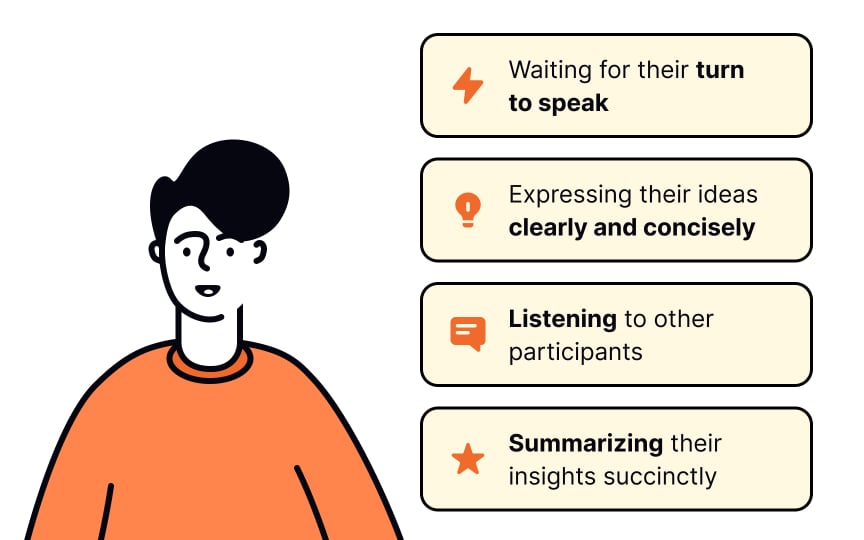 Waiting for their turn
to speak
Expressing their ideas
clearly and concisely
Listening to other
participants
Summarizing their
insights succinctly